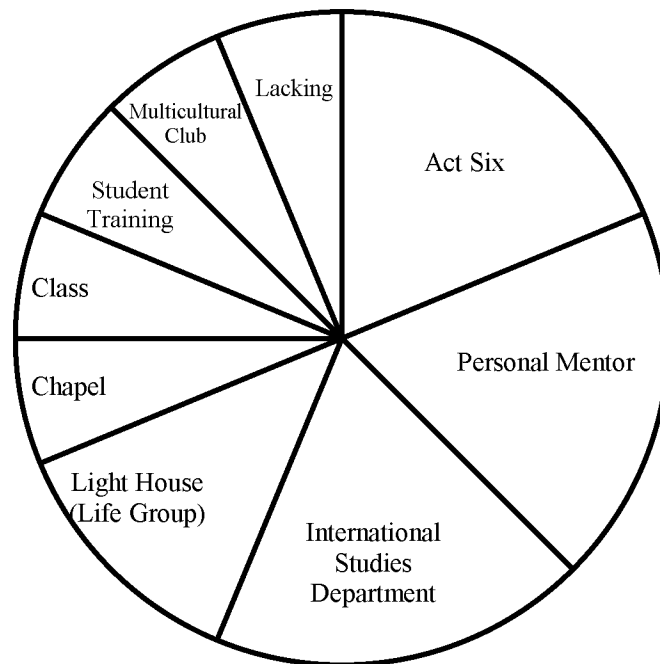 Lacking
Multicultural
Club
Act Six
Student
Training
Class
Personal Mentor
Chapel
Light House
(Life Group)
International
Studies
Department